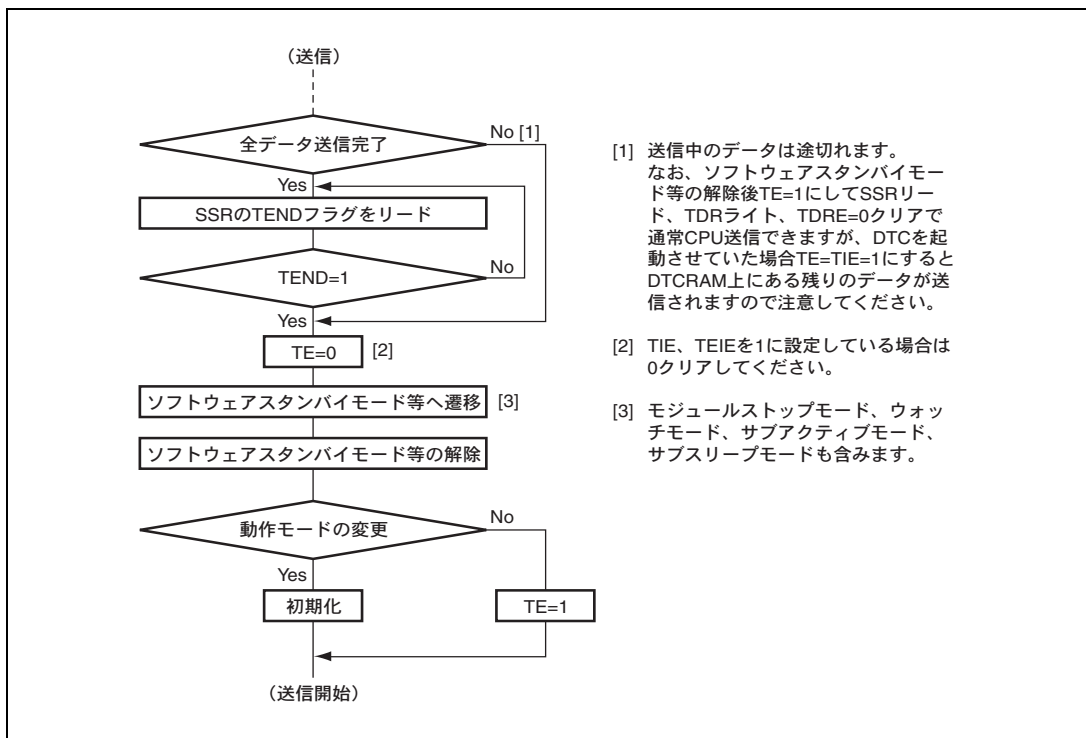 （送信）
全データ送信完了
No [1]
Yes
SSRのTENDフラグをリード
TEND=1
No
Yes
TE=0
[2]
ソフトウェアスタンバイモード等へ遷移
[3]
ソフトウェアスタンバイモード等の解除
動作モードの変更
No
Yes
初期化
TE=1
（送信開始）
[1] 送信中のデータは途切れます。
なお、ソフトウェアスタンバイモー
ド等の解除後TE=1にしてSSRリー
ド、TDRライト、TDRE=0クリアで
通常CPU送信できますが、DTCを起
動させていた場合TE=TIE=1にすると
DTCRAM上にある残りのデータが送
信されますので注意してください。
[2] TIE、TEIEを1に設定している場合は
0クリアしてください。
[3] モジュールストップモード、ウォッ
チモード、サブアクティブモード、
サブスリープモードも含みます。